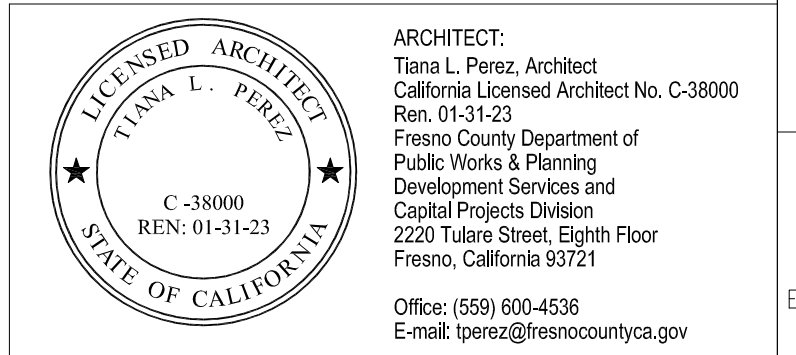 LICENSED ARCHITECT
TIANA L. PEREZ
C -38000
REN: 01-31-23
STATE OF CALIFORNIA
ARCHITECT:
Tiana L. Perez, Architect
California Licensed Architect No. C-38000
Ren. 01-31-23
Fresno County Department of
Public Works & Planning
Development Services and
Capital Projects Division
2220 Tulare Street, Eighth Floor
Fresno, California 93721
Office: (559) 600-4536
E-mail: tperez@fresnocountyca.gov